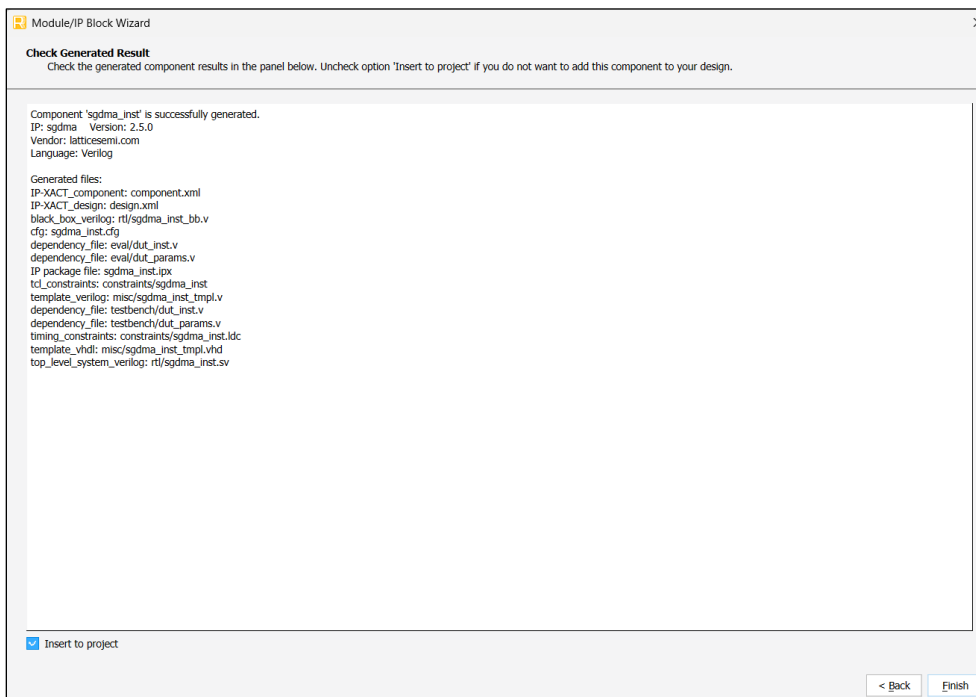 Module/IP Block Wizard
Check Generated Result
Check the generated component results in the panel below. Uncheck option 'Insert to project' if you do not want to add this component to your design.
Component 'sgdma_inst' is successfully generated.
IP: sgdma    Version: 2.5.0
Vendor: latticesemi.com
Language: Verilog
Generated files:
IP-XACT_component: component.xml
IP-XACT_design: design.xml
black_box_verilog: rtl/sgdma_inst_bb.v
cfg: sgdma_inst.cfg
dependency_file: eval/dut_inst.v
dependency_file: eval/dut_params.v
IP package file: sgdma_inst.ipx
tcl_constraints: constraints/sgdma_inst
template_verilog: misc/sgdma_inst_tmpl.v
dependency_file: testbench/dut_inst.v
dependency_file: testbench/dut_params.v
timing_constraints: constraints/sgdma_inst.ldc
template_vhdl: misc/sgdma_inst_tmpl.vhd
top_level_system_verilog: rtl/sgdma_inst.sv
Insert to project
< Back
Finish